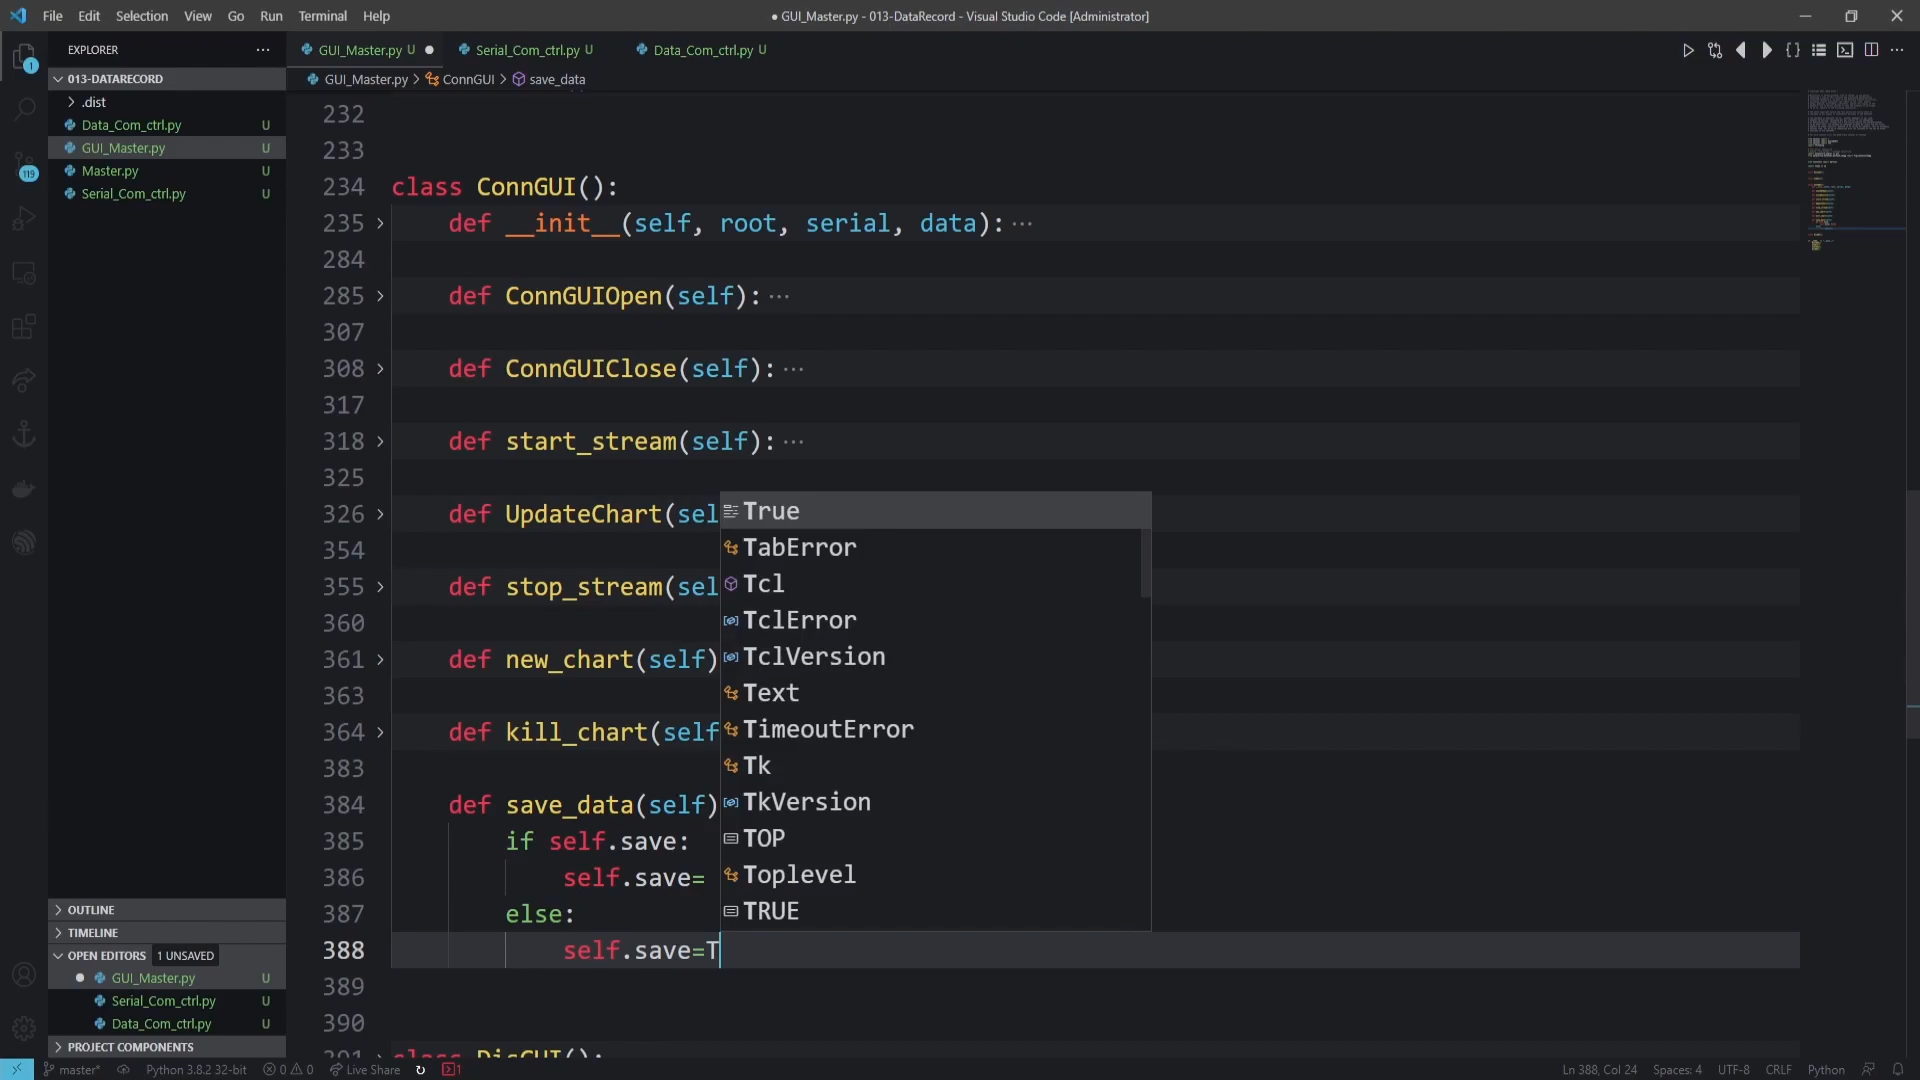 File Edit Selection View Go Run Terminal Help
● GUI_Master.py - 013-DataRecord - Visual Studio Code [Administrator]
EXPLORER
GUI_Master.py U
Serial_Com_ctrl.py U
Data_Com_ctrl.py U
013-DATARECORD
GUI_Master.py > ConnGUI > save_data
.dist
Data_Com_ctrl.py U
GUI_Master.py U
Master.py U
Serial_Com_ctrl.py U
1
119
232
233
234 class ConnGUI():
235 def __init__(self, root, serial, data):...
284
285 def ConnGUIOpen(self):...
307
308 def ConnGUIClose(self):...
317
318 def start_stream(self):...
325
326 def UpdateChart(sel
354
355 def stop_stream(sel
360
361 def new_chart(self)
363
364 def kill_chart(self
383
384 def save_data(self)
385 if self.save:
386 self.save=
387 else:
388 self.save=T
389
390
391 class DisGUI():
True
TabError
Tcl
TclError
TclVersion
Text
TimeoutError
Tk
TkVersion
TOP
Toplevel
TRUE
OUTLINE
TIMELINE
OPEN EDITORS 1 UNSAVED
GUI_Master.py U
Serial_Com_ctrl.py U
Data_Com_ctrl.py U
PROJECT COMPONENTS
master* Python 3.8.2 32-bit 0 0 Live Share 1 Ln 388, Col 24 Spaces: 4 UTF-8 CRLF Python